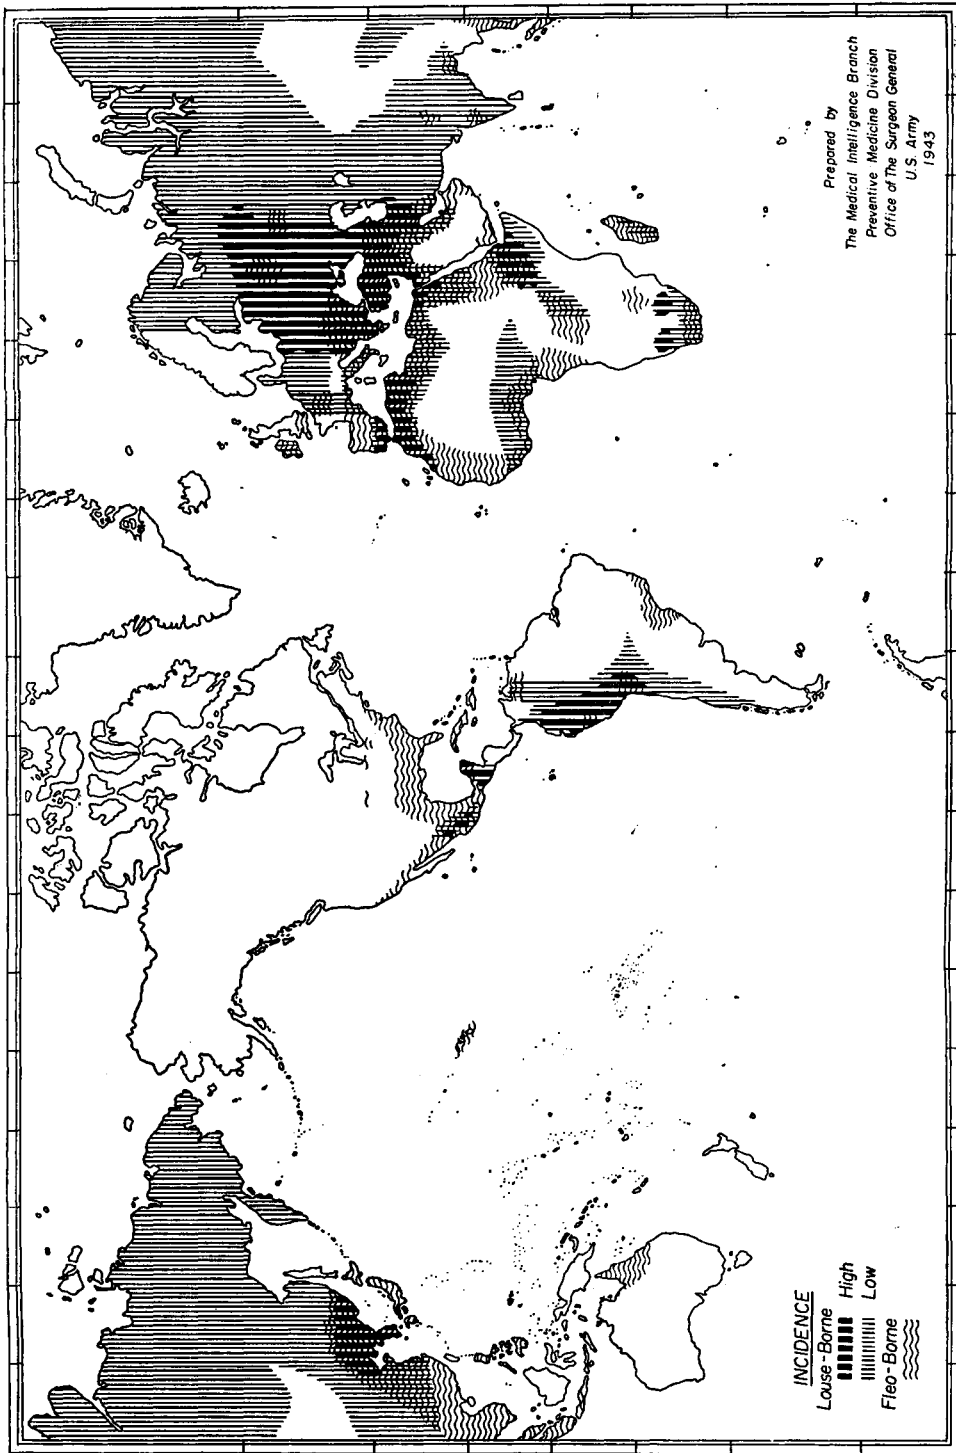 Prepared by
The Medical Intelligence Branch
Preventive Medicine Division
Office of The Surgeon General
U.S. Army
1943
INCIDENCE
Louse-Borne
High
Low
Fleo-Borne